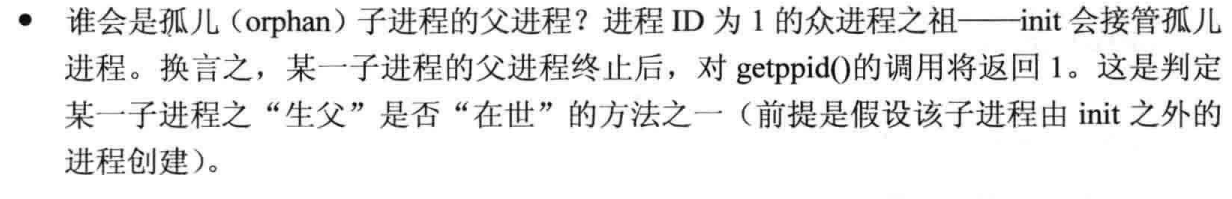 ● 谁会是孤儿（orphan）子进程的父进程？进程 ID 为 1 的众进程之祖——init 会接管孤儿
进程。换言之，某一子进程的父进程终止后，对 getppid()的调用将返回 1。这是判定
某一子进程之“生父”是否“在世”的方法之一（前提是假设该子进程由 init 之外的
进程创建）。